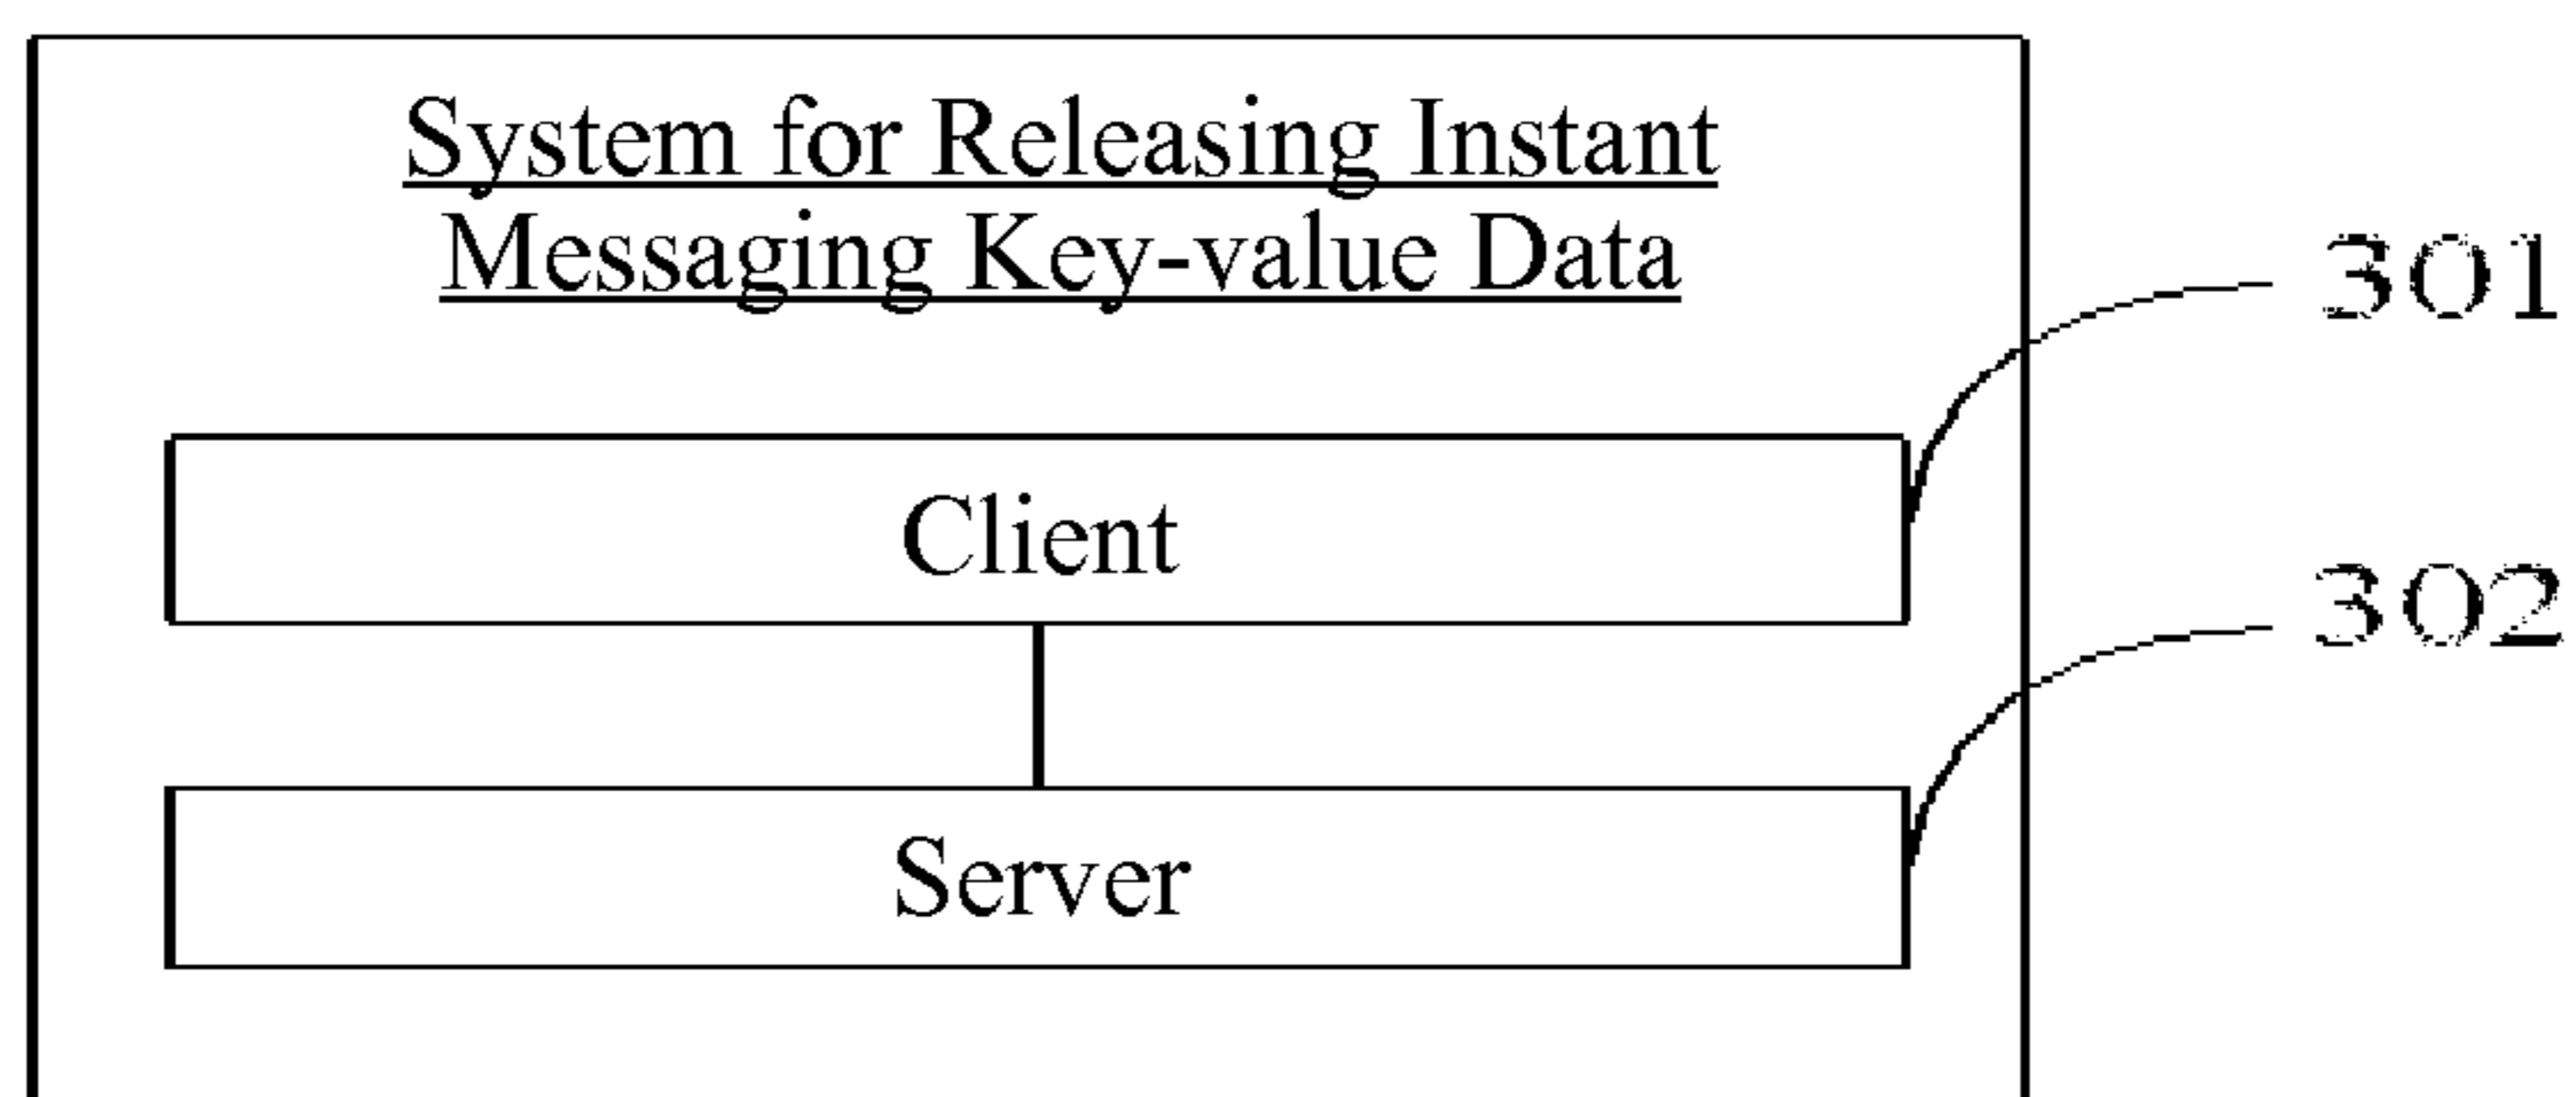 System for Releasing Instant
Messaging Key-value Data
301
Client
302
Server